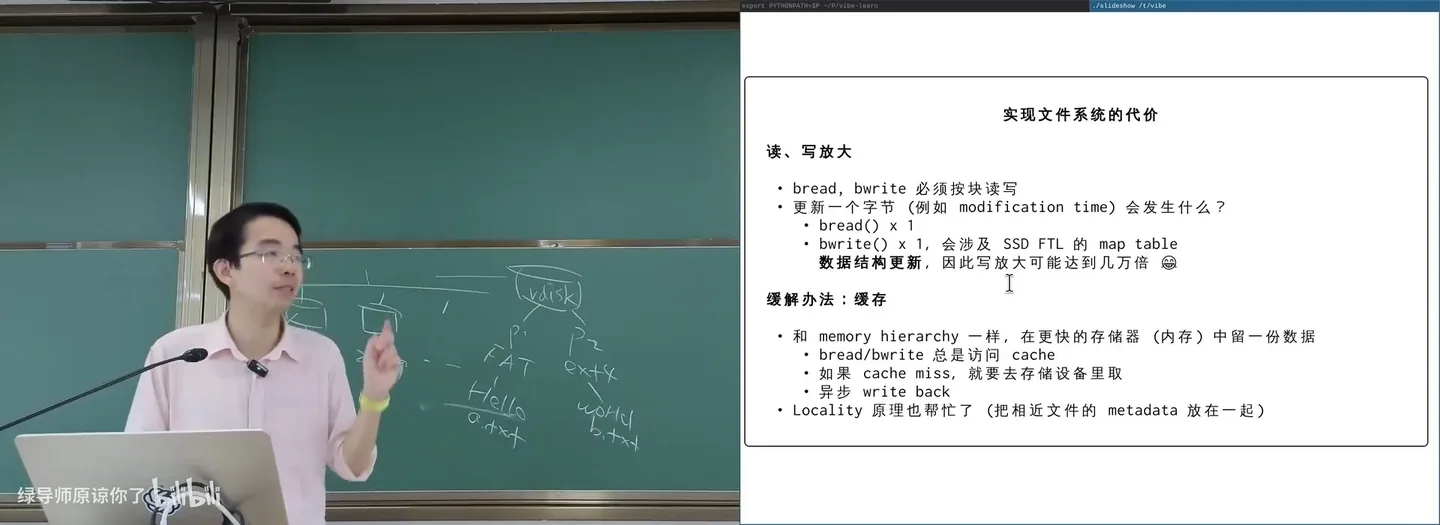 vdisk
P1
P2
FAT
ext4
Hello
a.txt
world
b.txt
绿导师原谅你了
bilibili
export PYTHONPATH=$P ~/P/vibe-learn
./slideshow /t/vibe
实现文件系统的代价
读、写放大
• bread, bwrite 必须按块读写
• 更新一个字节 (例如 modification time) 会发生什么？
• bread() x 1
• bwrite() x 1, 会涉及 SSD FTL 的 map table
数据结构更新, 因此写放大可能达到几万倍 😂
缓解办法：缓存
• 和 memory hierarchy 一样, 在更快的存储器 (内存) 中留一份数据
• bread/bwrite 总是访问 cache
• 如果 cache miss, 就要去存储设备里取
• 异步 write back
• Locality 原理也帮忙了 (把相近文件的 metadata 放在一起)